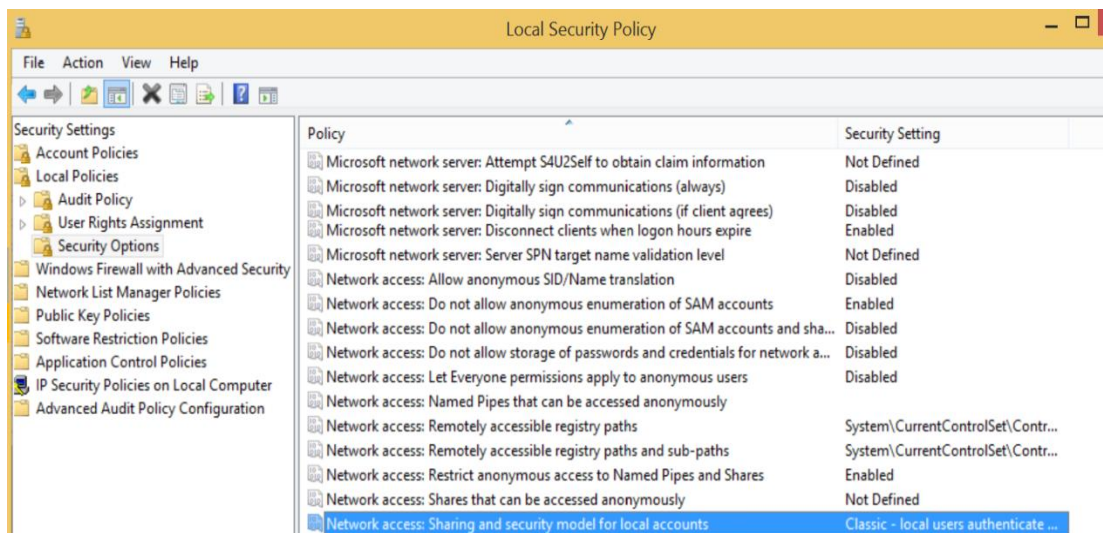 Local Security Policy
File Action View Help
Security Settings
Account Policies
Local Policies
Audit Policy
User Rights Assignment
Security Options
Windows Firewall with Advanced Security
Network List Manager Policies
Public Key Policies
Software Restriction Policies
Application Control Policies
IP Security Policies on Local Computer
Advanced Audit Policy Configuration
Policy Security Setting
Microsoft network server: Attempt S4U2Self to obtain claim information Not Defined
Microsoft network server: Digitally sign communications (always) Disabled
Microsoft network server: Digitally sign communications (if client agrees) Disabled
Microsoft network server: Disconnect clients when logon hours expire Enabled
Microsoft network server: Server SPN target name validation level Not Defined
Network access: Allow anonymous SID/Name translation Disabled
Network access: Do not allow anonymous enumeration of SAM accounts Enabled
Network access: Do not allow anonymous enumeration of SAM accounts and sha... Disabled
Network access: Do not allow storage of passwords and credentials for network a... Disabled
Network access: Let Everyone permissions apply to anonymous users Disabled
Network access: Named Pipes that can be accessed anonymously
Network access: Remotely accessible registry paths System\CurrentControlSet\Contr...
Network access: Remotely accessible registry paths and sub-paths System\CurrentControlSet\Contr...
Network access: Restrict anonymous access to Named Pipes and Shares Enabled
Network access: Shares that can be accessed anonymously Not Defined
Network access: Sharing and security model for local accounts Classic - local users authenticate ...